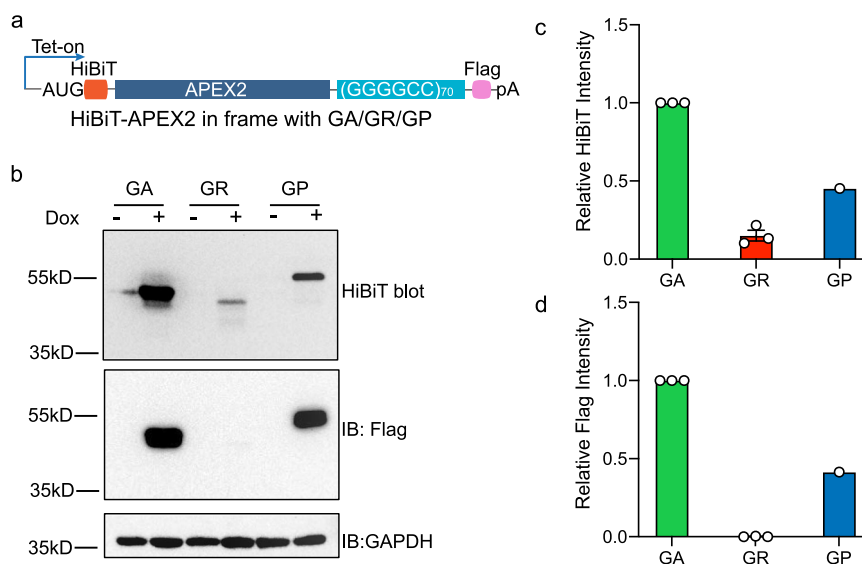 a
Tet-on
HiBiT
Flag
AUG
APEX2
(GGGGCC)70
pA
HiBiT-APEX2 in frame with GA/GR/GP
b
GA GR GP
Dox - + - + - +
55kD
HiBiT blot
35kD
55kD
IB: Flag
35kD
35kD
IB:GAPDH
c
Relative HiBiT Intensity
1.5
1.0
0.5
0.0
GA GR GP
d
Relative Flag Intensity
1.5
1.0
0.5
0.0
GA GR GP